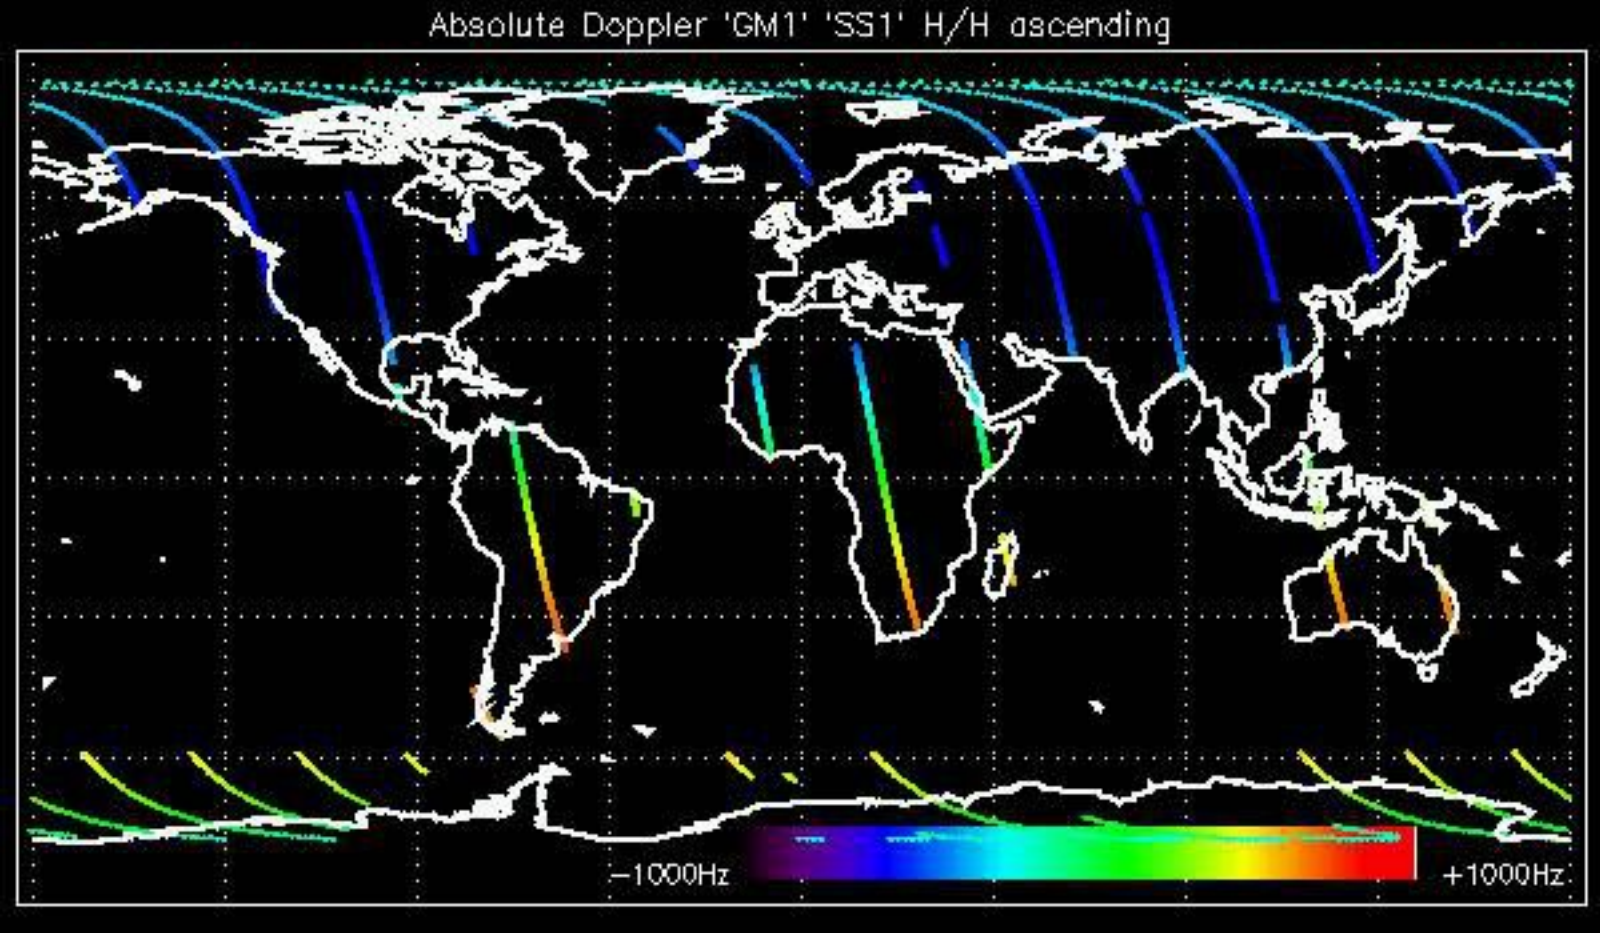 Absolute Doppler 'GM1' 'SS1' H/H ascending
−1000Hz
+1000Hz